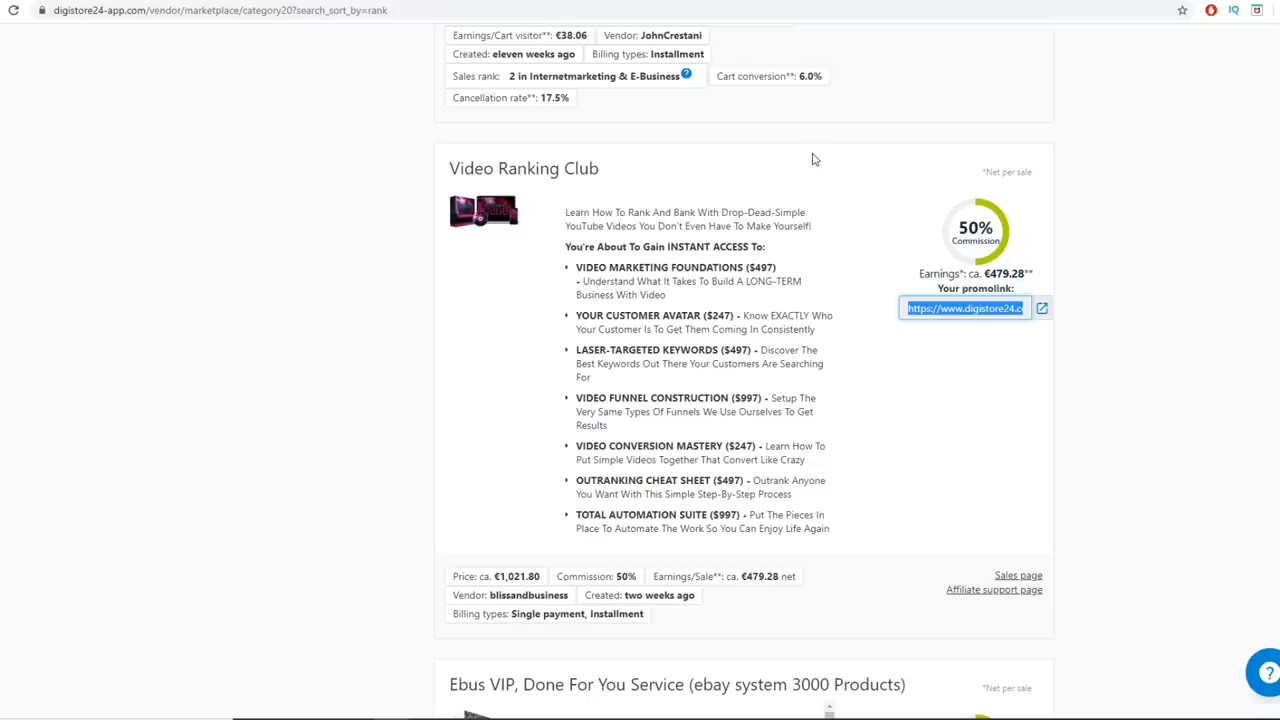 digistore24-app.com/vendor/marketplace/category20?search_sort_by=rank
Earnings/Cart visitor**: €38.06 Vendor: JohnCrestani
Created: eleven weeks ago Billing types: Installment
Sales rank: 2 in Internetmarketing & E-Business ? Cart conversion**: 6.0%
Cancellation rate**: 17.5%
Video Ranking Club
*Net per sale
Learn How To Rank And Bank With Drop-Dead-Simple
YouTube Videos You Don't Even Have To Make Yourself!
You're About To Gain INSTANT ACCESS To:
VIDEO MARKETING FOUNDATIONS ($497)
- Understand What It Takes To Build A LONG-TERM
Business With Video
YOUR CUSTOMER AVATAR ($247) - Know EXACTLY Who
Your Customer Is To Get Them Coming In Consistently
LASER-TARGETED KEYWORDS ($497) - Discover The
Best Keywords Out There Your Customers Are Searching
For
VIDEO FUNNEL CONSTRUCTION ($997) - Setup The
Very Same Types Of Funnels We Use Ourselves To Get
Results
VIDEO CONVERSION MASTERY ($247) - Learn How To
Put Simple Videos Together That Convert Like Crazy
OUTRANKING CHEAT SHEET ($497) - Outrank Anyone
You Want With This Simple Step-By-Step Process
TOTAL AUTOMATION SUITE ($997) - Put The Pieces In
Place To Automate The Work So You Can Enjoy Life Again
50%
Commission
Earnings*: ca. €479.28**
Your promolink:
https://www.digistore24.c
Price: ca. €1,021.80 Commission: 50% Earnings/Sale**: ca. €479.28 net
Vendor: blissandbusiness Created: two weeks ago
Billing types: Single payment, Installment
Sales page
Affiliate support page
Ebus VIP, Done For You Service (ebay system 3000 Products)
*Net per sale
?